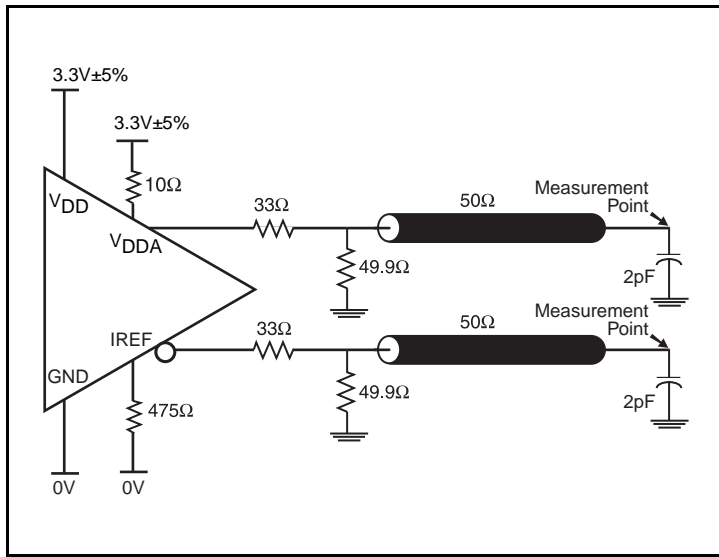 3.3V±5%
3.3V±5%
10Ω
VDD
VDDA
33Ω
50Ω
Measurement
Point
49.9Ω
2pF
IREF
33Ω
50Ω
Measurement
Point
GND
475Ω
49.9Ω
2pF
0V
0V